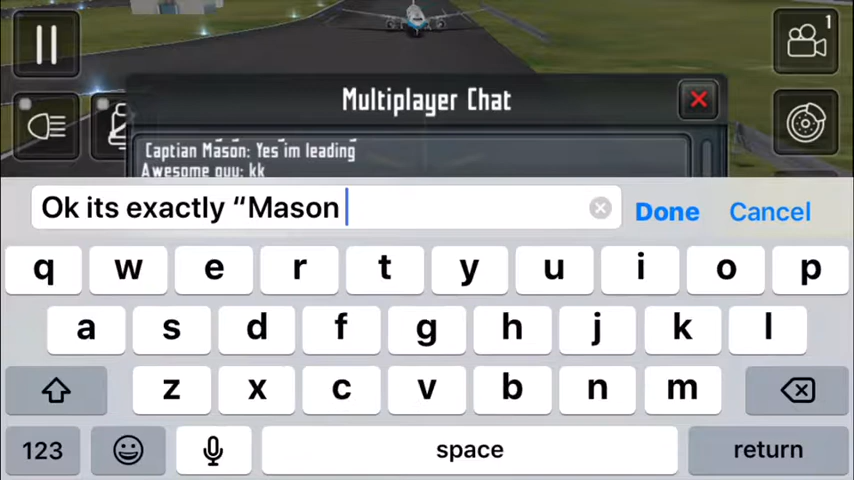 1
Multiplayer Chat
Captian Mason: Yes im leading
Awesome guy: kk
Ok its exactly “Mason
Done
Cancel
q w e r t y u i o p
a s d f g h j k l
z x c v b n m
123
space
return